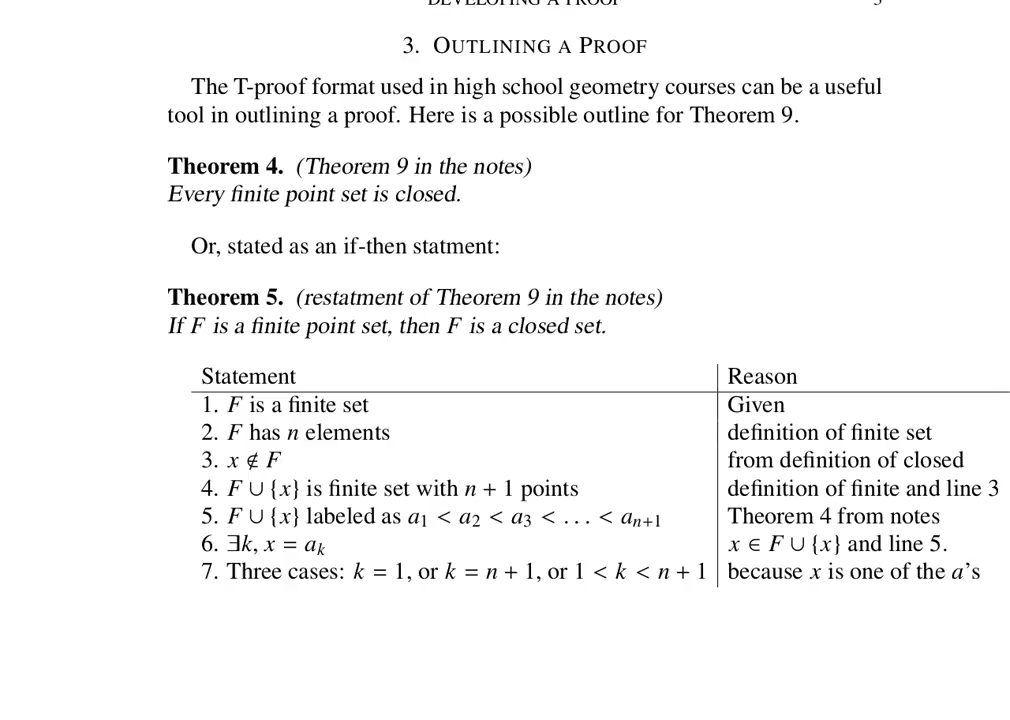 DEVELOPING A PROOF
3. OUTLINING A PROOF
The T-proof format used in high school geometry courses can be a useful
tool in outlining a proof. Here is a possible outline for Theorem 9.
Theorem 4. (Theorem 9 in the notes)
Every finite point set is closed.
Or, stated as an if-then statment:
Theorem 5. (restatment of Theorem 9 in the notes)
If F is a finite point set, then F is a closed set.
Statement Reason
1. F is a finite set Given
2. F has n elements definition of finite set
3. x ∉ F from definition of closed
4. F ∪ {x} is finite set with n + 1 points definition of finite and line 3
5. F ∪ {x} labeled as a₁ < a₂ < a₃ < … < aₙ₊₁ Theorem 4 from notes
6. ∃k, x = aₖ x ∈ F ∪ {x} and line 5.
7. Three cases: k = 1, or k = n + 1, or 1 < k < n + 1 because x is one of the a's